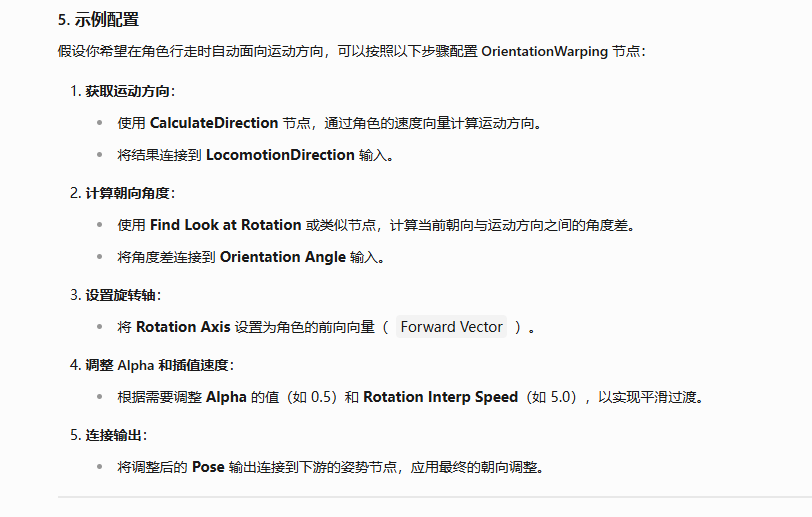 5. 示例配置
假设你希望在角色行走时自动面向运动方向，可以按照以下步骤配置 OrientationWarping 节点：
1. 获取运动方向：
• 使用 CalculateDirection 节点，通过角色的速度向量计算运动方向。
• 将结果连接到 LocomotionDirection 输入。
2. 计算朝向角度：
• 使用 Find Look at Rotation 或类似节点，计算当前朝向与运动方向之间的角度差。
• 将角度差连接到 Orientation Angle 输入。
3. 设置旋转轴：
• 将 Rotation Axis 设置为角色的前向向量（ Forward Vector ）。
4. 调整 Alpha 和插值速度：
• 根据需要调整 Alpha 的值（如 0.5）和 Rotation Interp Speed（如 5.0），以实现平滑过渡。
5. 连接输出：
• 将调整后的 Pose 输出连接到下游的姿势节点，应用最终的朝向调整。